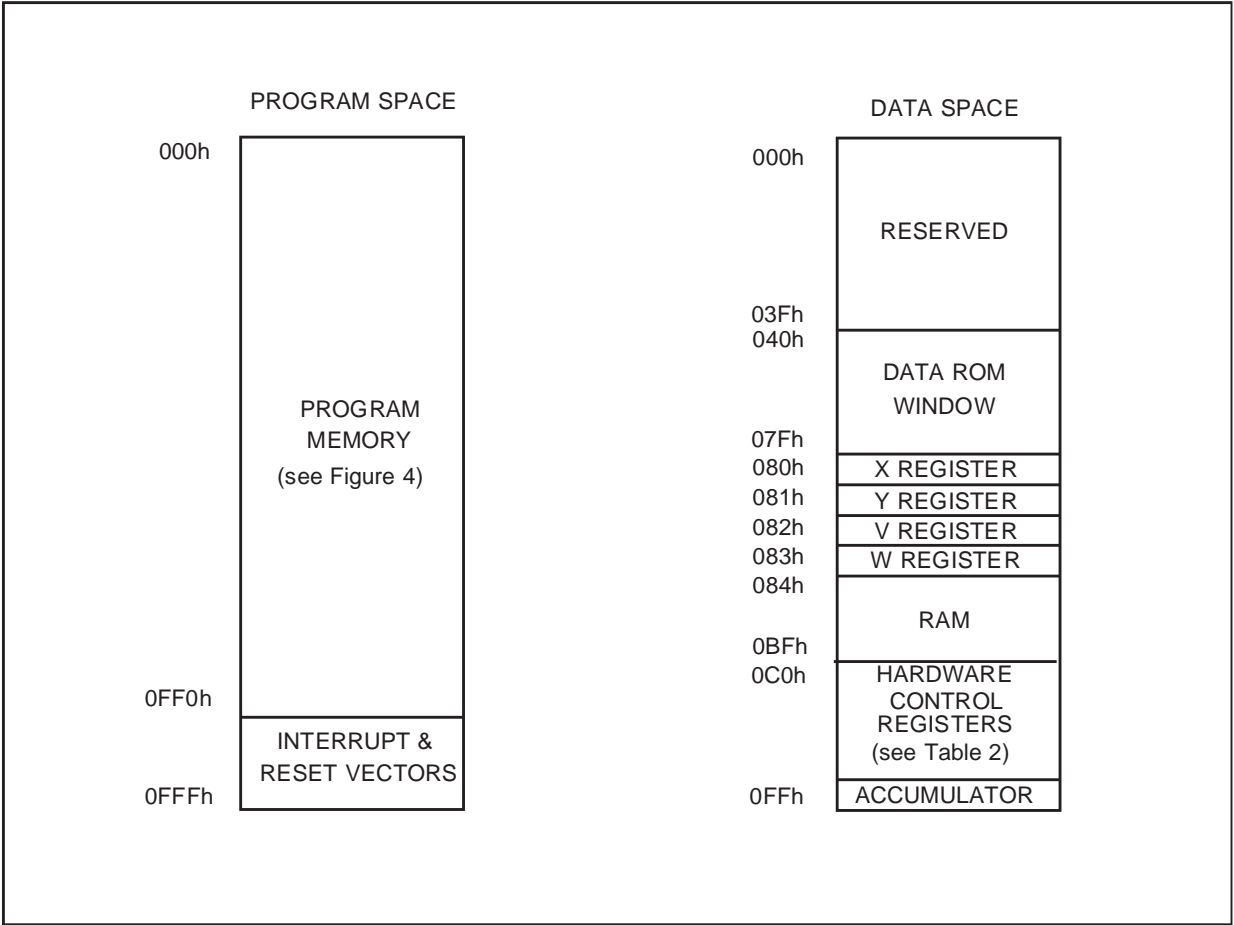 PROGRAM SPACE
000h
PROGRAM
MEMORY
(see Figure 4)
0FF0h
INTERRUPT &
RESET VECTORS
0FFFh
DATA SPACE
000h
RESERVED
03Fh
040h
DATA ROM
WINDOW
07Fh
080h
X REGISTER
081h
Y REGISTER
082h
V REGISTER
083h
W REGISTER
084h
RAM
0BFh
0C0h
HARDWARE
CONTROL
REGISTERS
(see Table 2)
0FFh
ACCUMULATOR